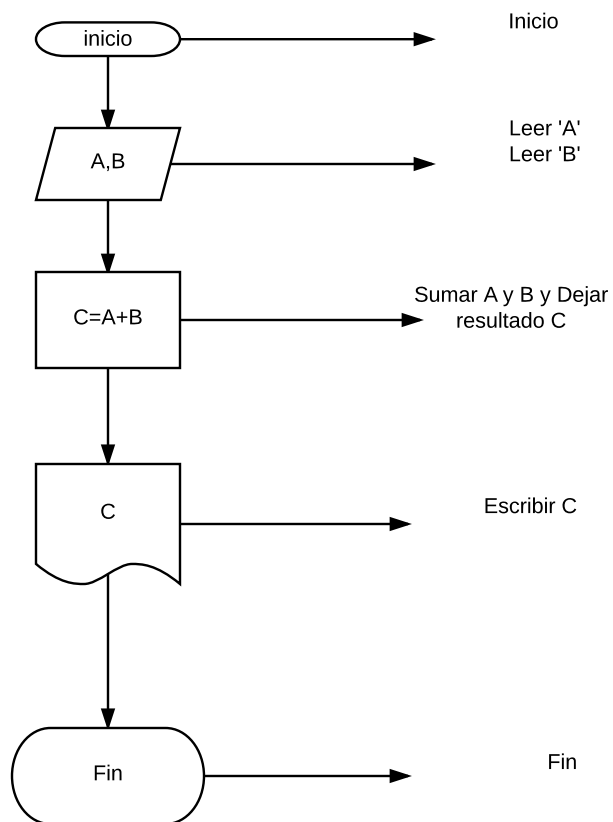 inicio
Inicio
A,B
Leer 'A'
Leer 'B'
C=A+B
Sumar A y B y Dejar
resultado C
C
Escribir C
Fin
Fin